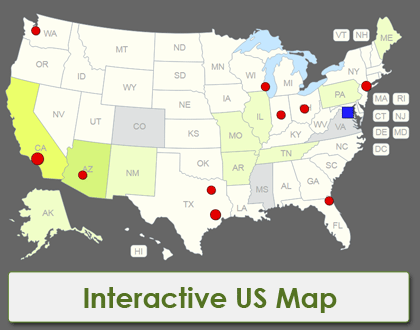 VT NH
WA
MT
ND
ME
OR
ID
SD
MN
WI
MI
NY
WY
NE
IA
PA
MA RI
NV
UT
CO
KS
MO
IL
IN
OH
WV
VA
CT NJ
CA
KY
DE MD
NC
DC
AZ
NM
OK
AR
TN
SC
TX
MS
AL
GA
LA
AK
FL
HI
Interactive US Map